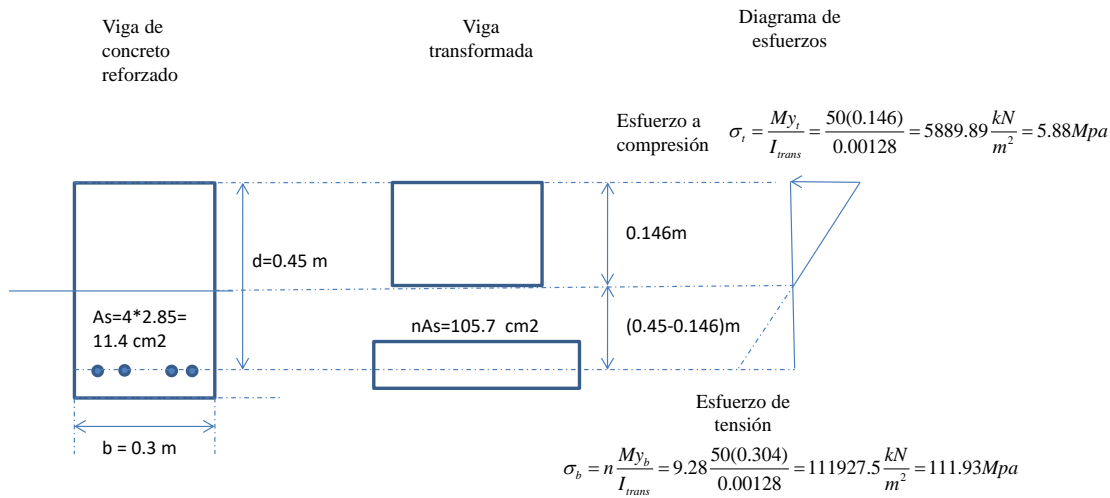 Viga de
concreto
reforzado
Viga
transformada
Diagrama de
esfuerzos
Esfuerzo a
compresión
σ_t = My_t / I_trans = 50(0.146) / 0.00128 = 5889.89 kN/m² = 5.88Mpa
d=0.45 m
0.146m
As=4*2.85=
11.4 cm2
nAs=105.7 cm2
(0.45-0.146)m
b = 0.3 m
Esfuerzo de
tensión
σ_b = n My_b / I_trans = 9.28 50(0.304) / 0.00128 = 111927.5 kN/m² = 111.93Mpa